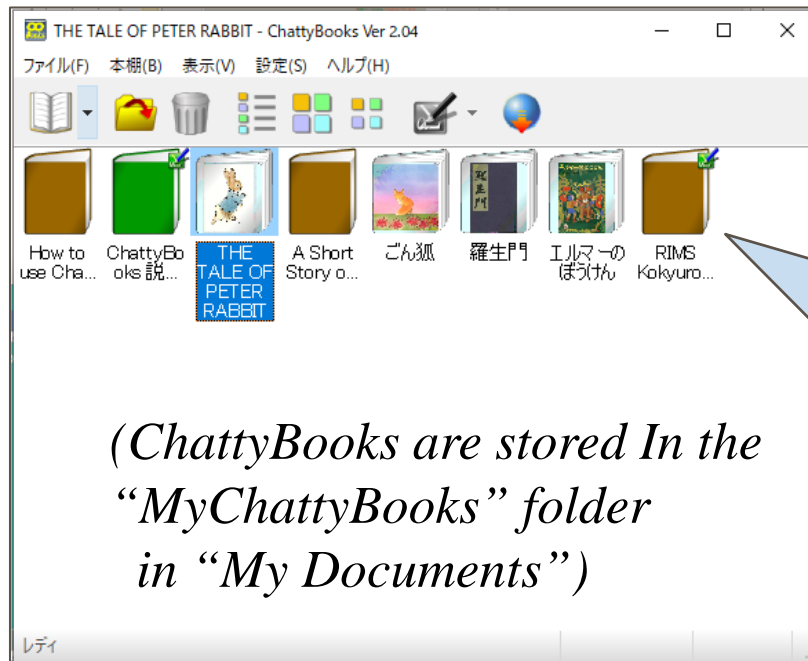 THE TALE OF PETER RABBIT - ChattyBooks Ver 2.04
ファイル(F) 本棚(B) 表示(V) 設定(S) ヘルプ(H)
羅生門
How to use Cha...
ChattyBo oks 説...
THE TALE OF PETER RABBIT
A Short Story o...
ごん狐
羅生門
エルマーの ぼうけん
RIMS Kokyuro...
(ChattyBooks are stored In the
“MyChattyBooks” folder
in “My Documents”)
レディ